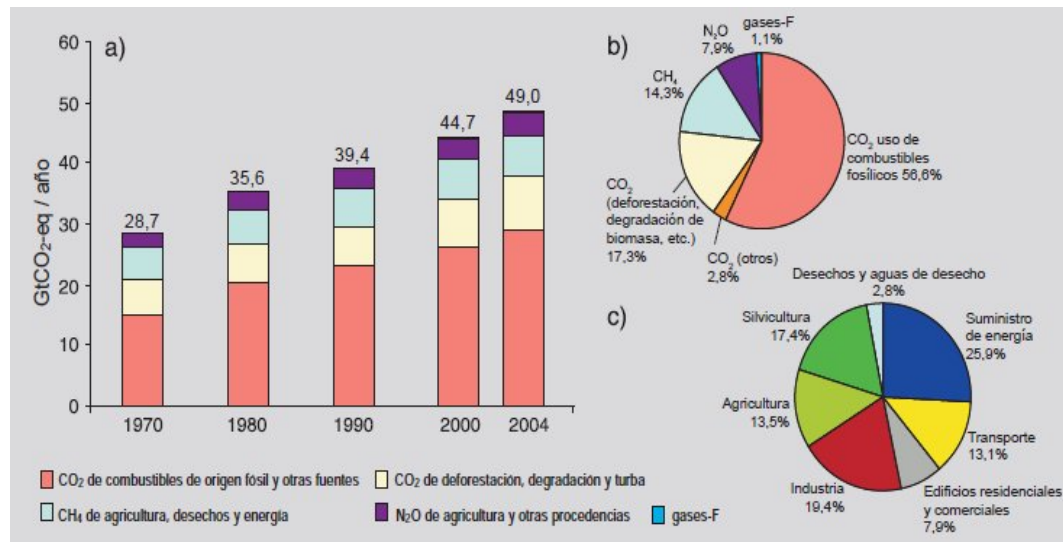 a)
GtCO₂-eq / año
60
50
40
30
20
10
0
28,7
35,6
39,4
44,7
49,0
1970
1980
1990
2000
2004
b)
gases-F
1,1%
N₂O
7,9%
CH₄
14,3%
CO₂ uso de
combustibles
fosílicos 56,6%
CO₂
(deforestación,
degradación de
biomasa, etc.)
17,3%
CO₂ (otros)
2,8%
c)
Desechos y aguas de desecho
2,8%
Silvicultura
17,4%
Suministro
de energía
25,9%
Agricultura
13,5%
Transporte
13,1%
Industria
19,4%
Edificios residenciales
y comerciales
7,9%
CO₂ de combustibles de origen fósil y otras fuentes
CO₂ de deforestación, degradación y turba
CH₄ de agricultura, desechos y energía
N₂O de agricultura y otras procedencias
gases-F